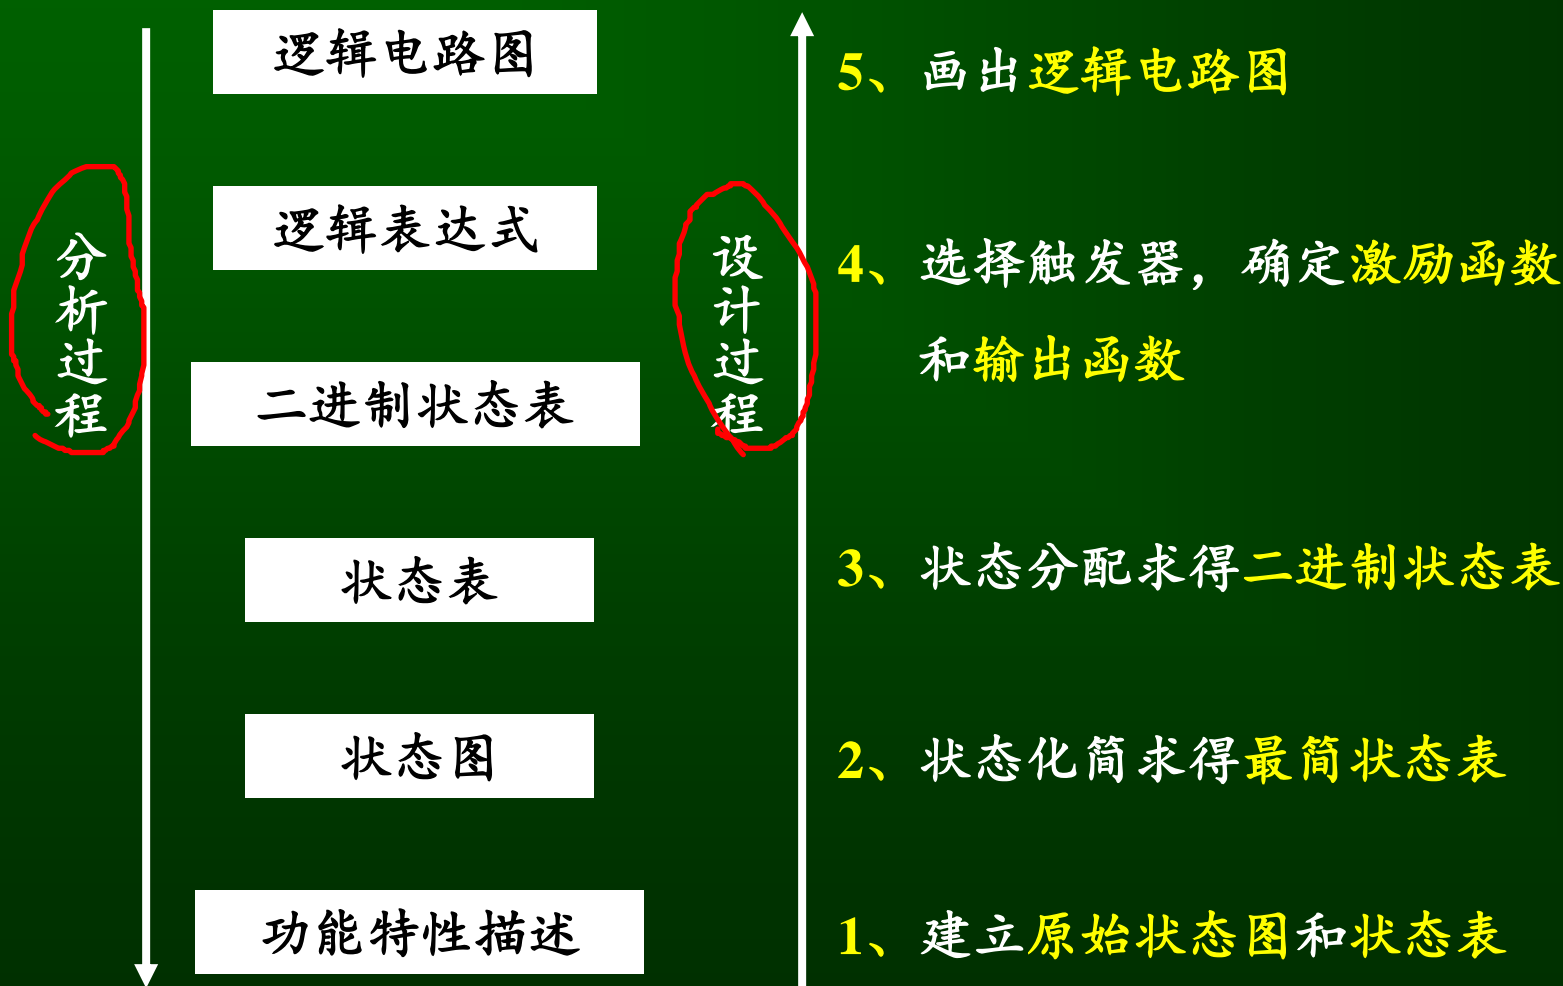 逻辑电路图
逻辑表达式
二进制状态表
状态表
状态图
功能特性描述
分析过程
设计过程
5、画出逻辑电路图
4、选择触发器，确定激励函数
和输出函数
3、状态分配求得二进制状态表
2、状态化简求得最简状态表
1、建立原始状态图和状态表